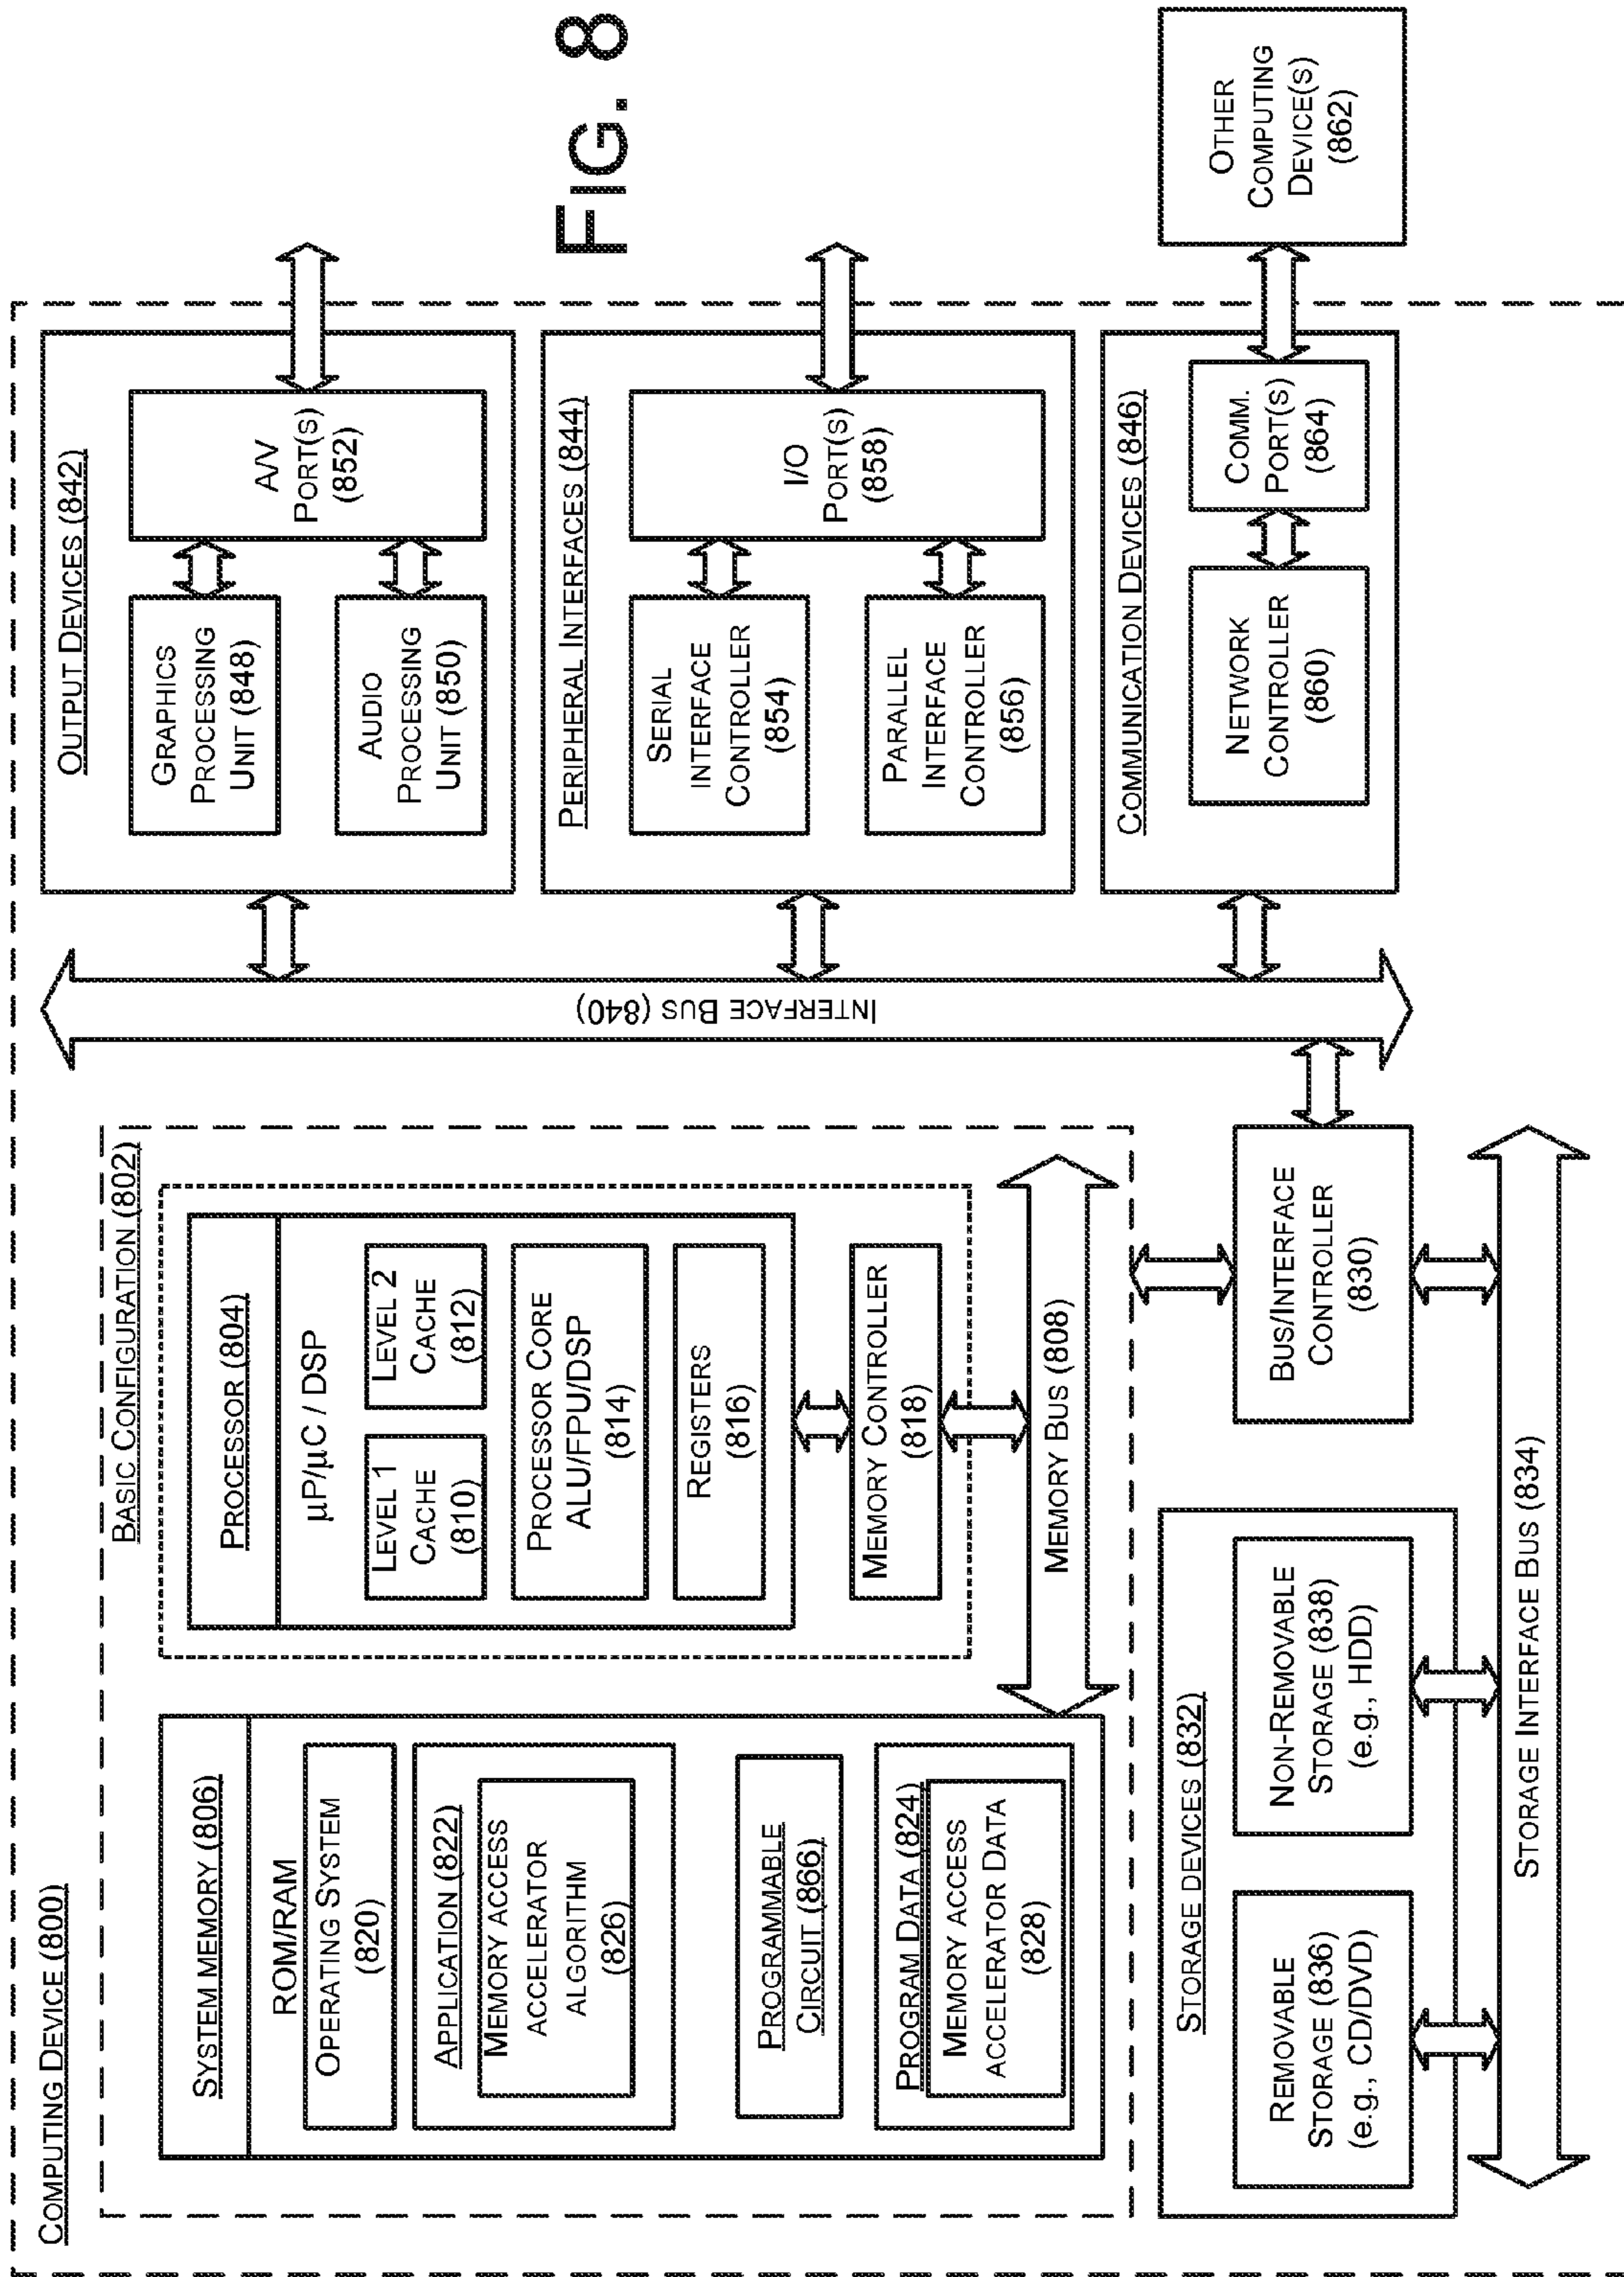 COMPUTING DEVICE (800)
BASIC CONFIGURATION (802)
SYSTEM MEMORY (806)
ROM/RAM
OPERATING SYSTEM
(820)
APPLICATION (822)
MEMORY ACCESS
ACCELERATOR
ALGORITHM
(826)
PROGRAMMABLE
CIRCUIT (866)
PROGRAM DATA (824)
MEMORY ACCESS
ACCELERATOR DATA
(828)
PROCESSOR (804)
µP/µC / DSP
LEVEL 1
CACHE
(810)
LEVEL 2
CACHE
(812)
PROCESSOR CORE
ALU/FPU/DSP
(814)
REGISTERS
(816)
MEMORY CONTROLLER
(818)
MEMORY BUS (808)
BUS/INTERFACE
CONTROLLER
(830)
STORAGE DEVICES (832)
REMOVABLE
STORAGE (836)
(e.g., CD/DVD)
NON-REMOVABLE
STORAGE (838)
(e.g., HDD)
STORAGE INTERFACE BUS (834)
INTERFACE BUS (840)
OUTPUT DEVICES (842)
GRAPHICS
PROCESSING
UNIT (848)
AUDIO
PROCESSING
UNIT (850)
A/V
PORT(S)
(852)
PERIPHERAL INTERFACES (844)
SERIAL
INTERFACE
CONTROLLER
(854)
PARALLEL
INTERFACE
CONTROLLER
(856)
I/O
PORT(S)
(858)
COMMUNICATION DEVICES (846)
NETWORK
CONTROLLER
(860)
COMM.
PORT(S)
(864)
OTHER
COMPUTING
DEVICE(S)
(862)
FIG. 8